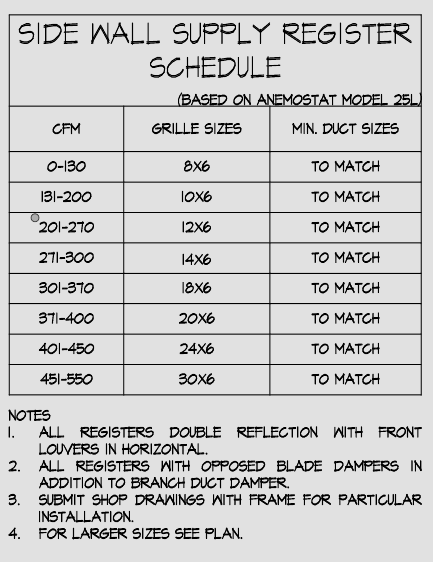 SIDE WALL SUPPLY REGISTER
SCHEDULE
(BASED ON ANEMOSTAT MODEL 25L)
CFM GRILLE SIZES MIN. DUCT SIZES
0-130 8X6 TO MATCH
131-200 10X6 TO MATCH
201-270 12X6 TO MATCH
271-300 14X6 TO MATCH
301-370 18X6 TO MATCH
371-400 20X6 TO MATCH
401-450 24X6 TO MATCH
451-550 30X6 TO MATCH
NOTES
1. ALL REGISTERS DOUBLE REFLECTION WITH FRONT
LOUVERS IN HORIZONTAL.
2. ALL REGISTERS WITH OPPOSED BLADE DAMPERS IN
ADDITION TO BRANCH DUCT DAMPER.
3. SUBMIT SHOP DRAWINGS WITH FRAME FOR PARTICULAR
INSTALLATION.
4. FOR LARGER SIZES SEE PLAN.